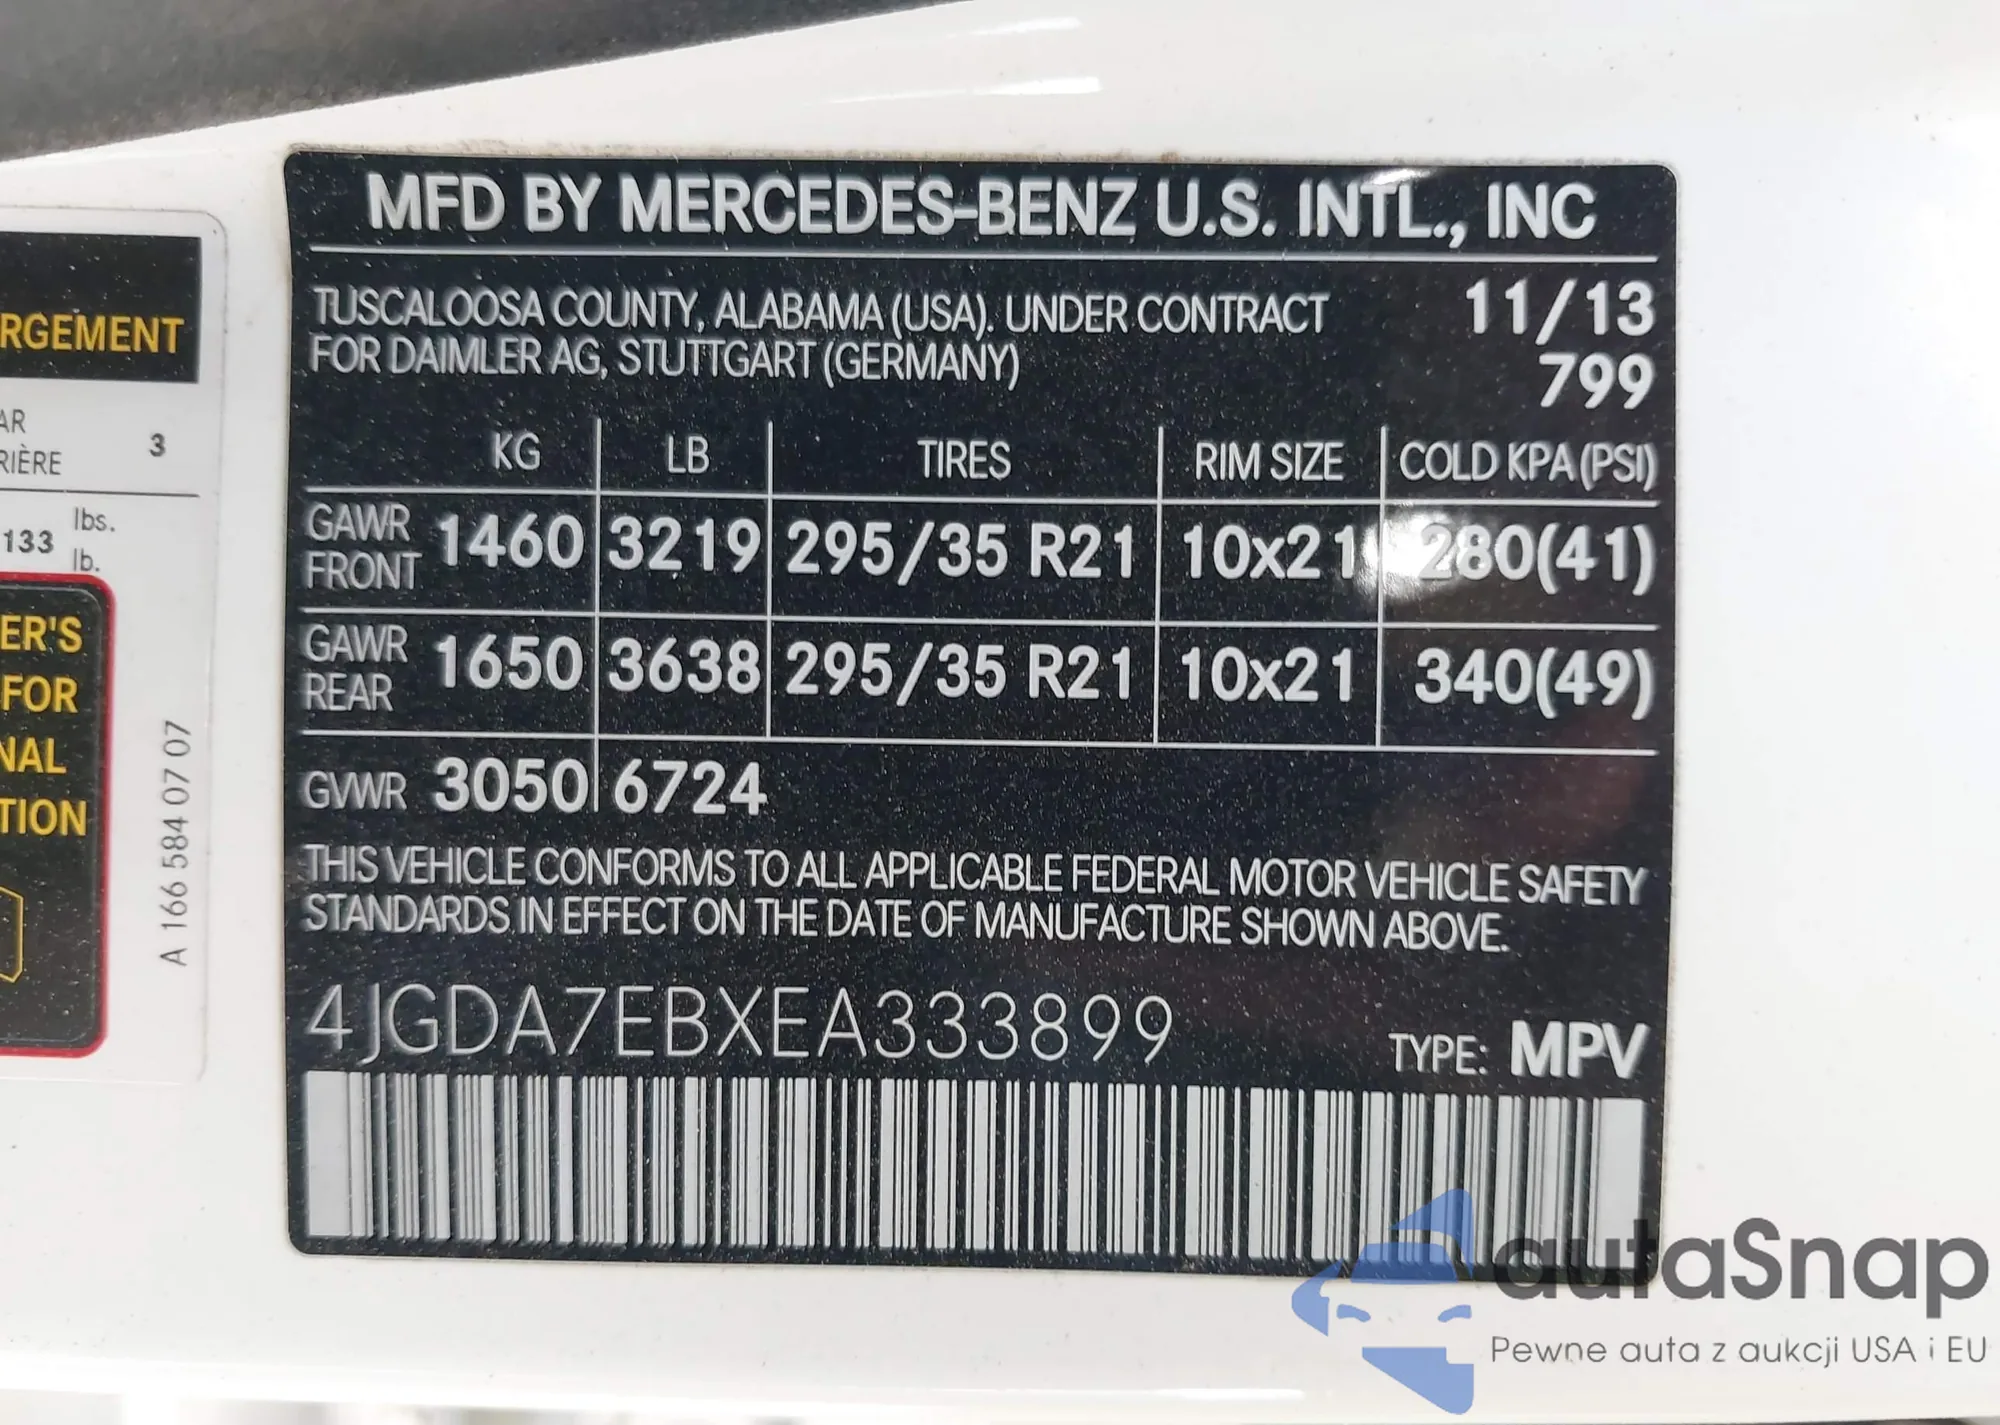 RGEMENT
AR
RIÈRE
3
133 lbs.
lb.
ER'S
FOR
NAL
TION
A 166 584 07 07
MFD BY MERCEDES-BENZ U.S. INTL., INC
TUSCALOOSA COUNTY, ALABAMA (USA). UNDER CONTRACT
FOR DAIMLER AG, STUTTGART (GERMANY)
11/13
799
KG LB TIRES RIM SIZE COLD KPA (PSI)
GAWR FRONT 1460 3219 295/35 R21 10x21 280(41)
GAWR REAR 1650 3638 295/35 R21 10x21 340(49)
GVWR 3050 6724
THIS VEHICLE CONFORMS TO ALL APPLICABLE FEDERAL MOTOR VEHICLE SAFETY
STANDARDS IN EFFECT ON THE DATE OF MANUFACTURE SHOWN ABOVE.
4JGDA7EBXEA333899
TYPE: MPV
autaSnap
Pewne auta z aukcji USA i EU